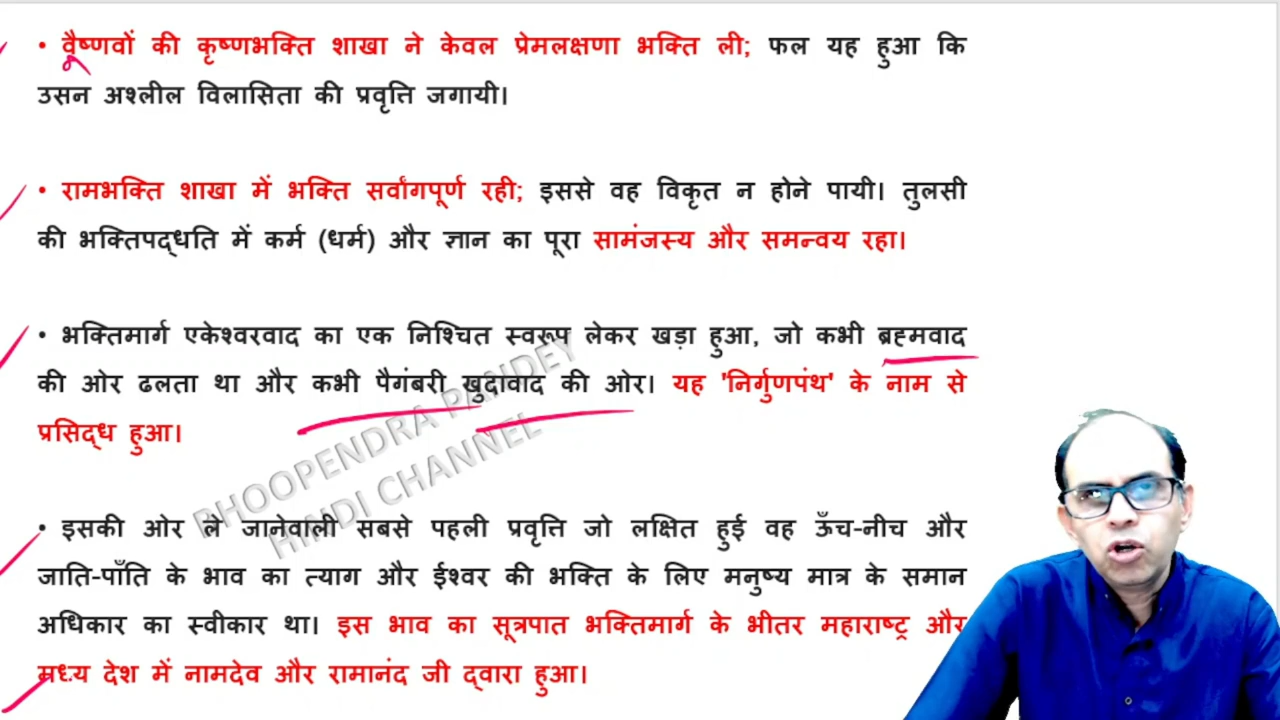 • वैष्णवों की कृष्णभक्ति शाखा ने केवल प्रेमलक्षणा भक्ति ली; फल यह हुआ कि
उसन अश्लील विलासिता की प्रवृत्ति जगायी।
• रामभक्ति शाखा में भक्ति सर्वांगपूर्ण रही; इससे वह विकृत न होने पायी। तुलसी
की भक्तिपद्धति में कर्म (धर्म) और ज्ञान का पूरा सामंजस्य और समन्वय रहा।
• भक्तिमार्ग एकेश्वरवाद का एक निश्चित स्वरूप लेकर खड़ा हुआ, जो कभी ब्रह्मवाद
की ओर ढलता था और कभी पैगंबरी खुदावाद की ओर। यह 'निर्गुणपंथ' के नाम से
प्रसिद्ध हुआ।
• इसकी ओर ले जानेवाली सबसे पहली प्रवृत्ति जो लक्षित हुई वह ऊँच-नीच और
जाति-पाँति के भाव का त्याग और ईश्वर की भक्ति के लिए मनुष्य मात्र के समान
अधिकार का स्वीकार था। इस भाव का सूत्रपात भक्तिमार्ग के भीतर महाराष्ट्र और
मध्य देश में नामदेव और रामानंद जी द्वारा हुआ।
BHOOPENDRA PANDEY
HINDI CHANNEL